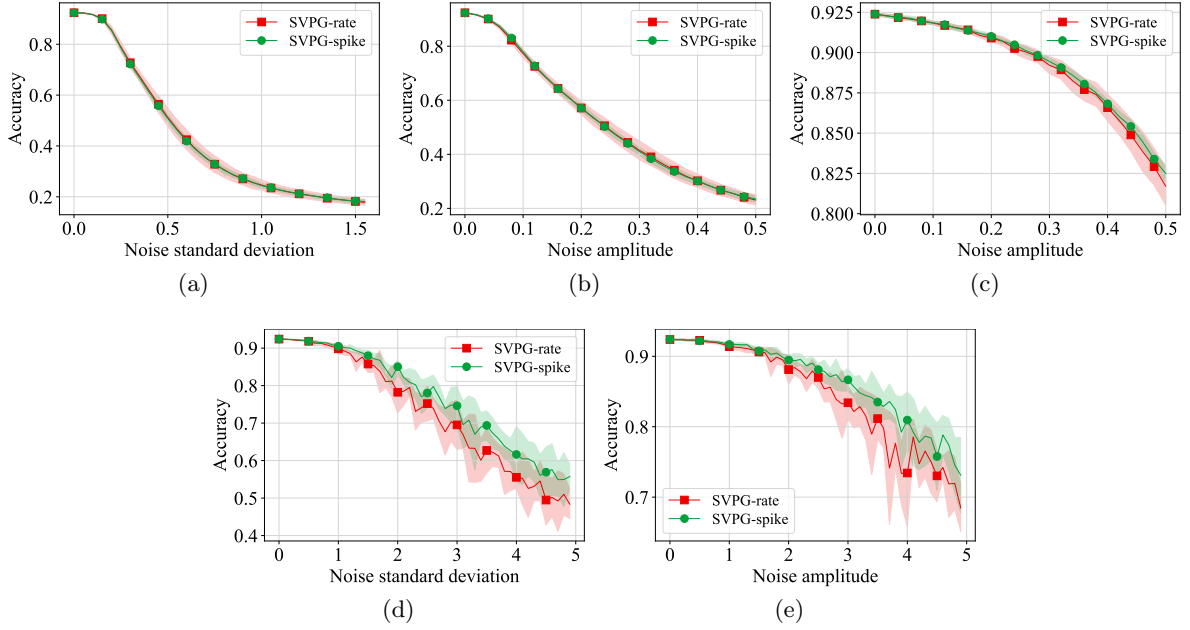 SVPG-rate
SVPG-spike
Accuracy
0.8
0.6
0.4
0.2
0.0 0.5 1.0 1.5
Noise standard deviation
(a)
SVPG-rate
SVPG-spike
Accuracy
0.8
0.6
0.4
0.2
0.0 0.1 0.2 0.3 0.4 0.5
Noise amplitude
(b)
SVPG-rate
SVPG-spike
Accuracy
0.925
0.900
0.875
0.850
0.825
0.800
0.0 0.1 0.2 0.3 0.4 0.5
Noise amplitude
(c)
SVPG-rate
SVPG-spike
Accuracy
0.9
0.8
0.7
0.6
0.5
0.4
0 1 2 3 4 5
Noise standard deviation
(d)
Accuracy
0.9
0.8
0.7
SVPG-rate
SVPG-spike
0 1 2 3 4 5
Noise amplitude
(e)